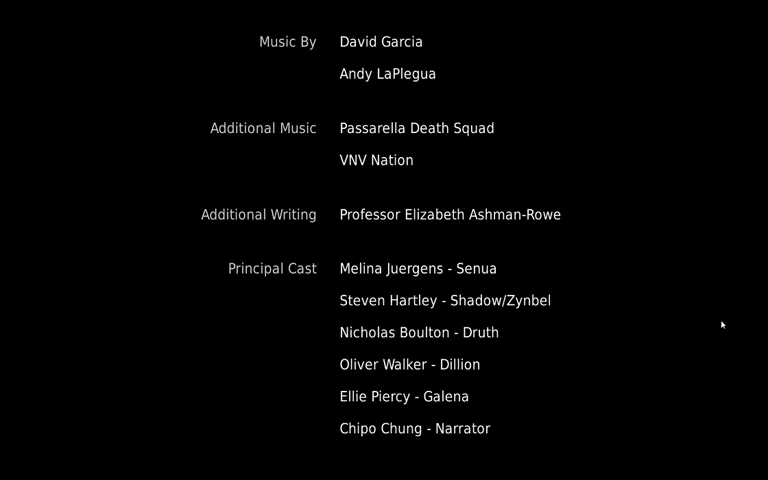 Music By David Garcia
Andy LaPlegua
Additional Music Passarella Death Squad
VNV Nation
Additional Writing Professor Elizabeth Ashman-Rowe
Principal Cast Melina Juergens - Senua
Steven Hartley - Shadow/Zynbel
Nicholas Boulton - Druth
Oliver Walker - Dillion
Ellie Piercy - Galena
Chipo Chung - Narrator